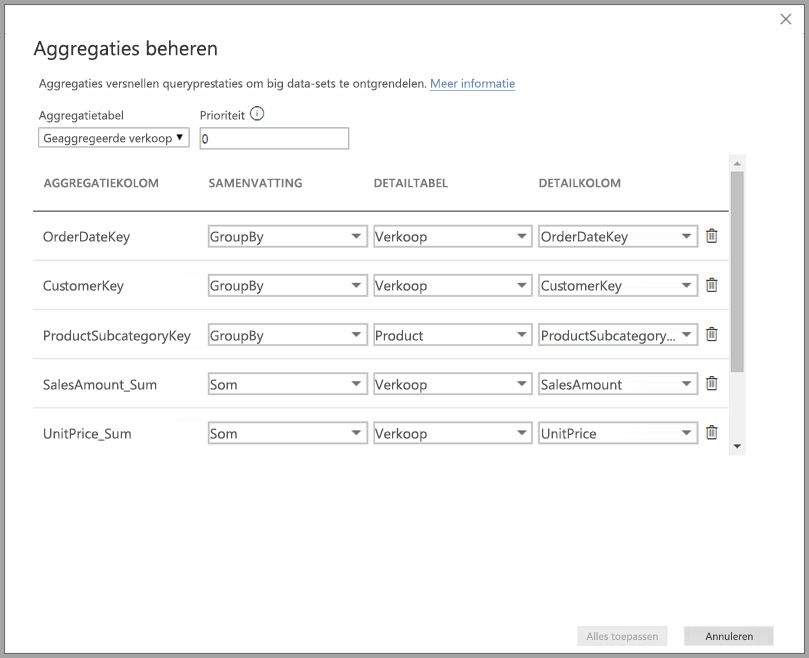 Aggregaties beheren
Aggregaties versnellen queryprestaties om big data-sets te ontgrendelen. Meer informatie
Aggregatietabel Prioriteit
Geaggregeerde verkoop 0
AGGREGATIEKOLOM SAMENVATTING DETAILTABEL DETAILKOLOM
OrderDateKey GroupBy Verkoop OrderDateKey
CustomerKey GroupBy Verkoop CustomerKey
ProductSubcategoryKey GroupBy Product ProductSubcategory...
SalesAmount_Sum Som Verkoop SalesAmount
UnitPrice_Sum Som Verkoop UnitPrice
Alles toepassen Annuleren